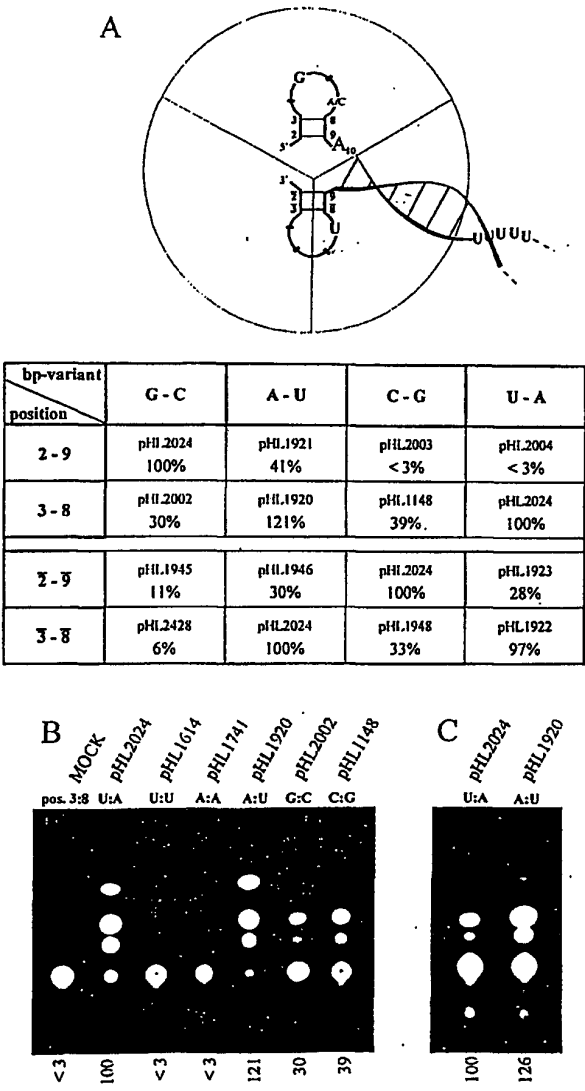 A
G
A/C
3 8
2 9
5' A10
3'
2̅ 9̅
3̅ 8̅
U
U U U U U
bp-variant
position
G - C A - U C - G U - A
2 - 9 pHL2024 100% pHL1921 41% pHL2003 <3% pHL2004 <3%
3 - 8 pHL2002 30% pHL1920 121% pHL1148 39% pHL2024 100%
2̅ - 9̅ pHL1945 11% pHL1946 30% pHL2024 100% pHL1923 28%
3̅ - 8̅ pHL2428 6% pHL2024 100% pHL1948 33% pHL1922 97%
B
MOCK pHL2024 pHL1614 pHL1741 pHL1920 pHL2002 pHL1148
pos. 3:8 U:A U:U A:A A:U G:C C:G
<3 100 <3 <3 121 30 39
C
pHL2024 pHL1920
U:A A:U
100 126